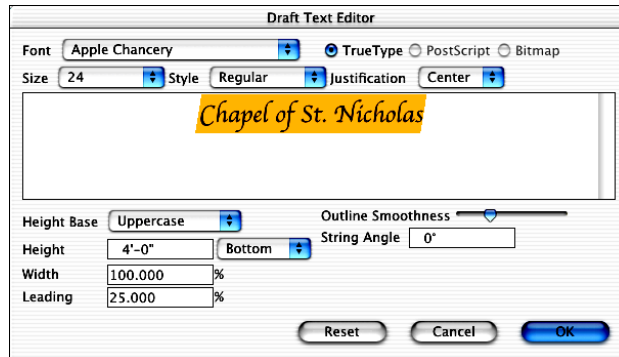 Draft Text Editor
Font Apple Chancery TrueType PostScript Bitmap
Size 24 Style Regular Justification Center
Chapel of St. Nicholas
Height Base Uppercase Outline Smoothness
Height 4'-0" Bottom String Angle 0°
Width 100.000 %
Leading 25.000 %
Reset Cancel OK